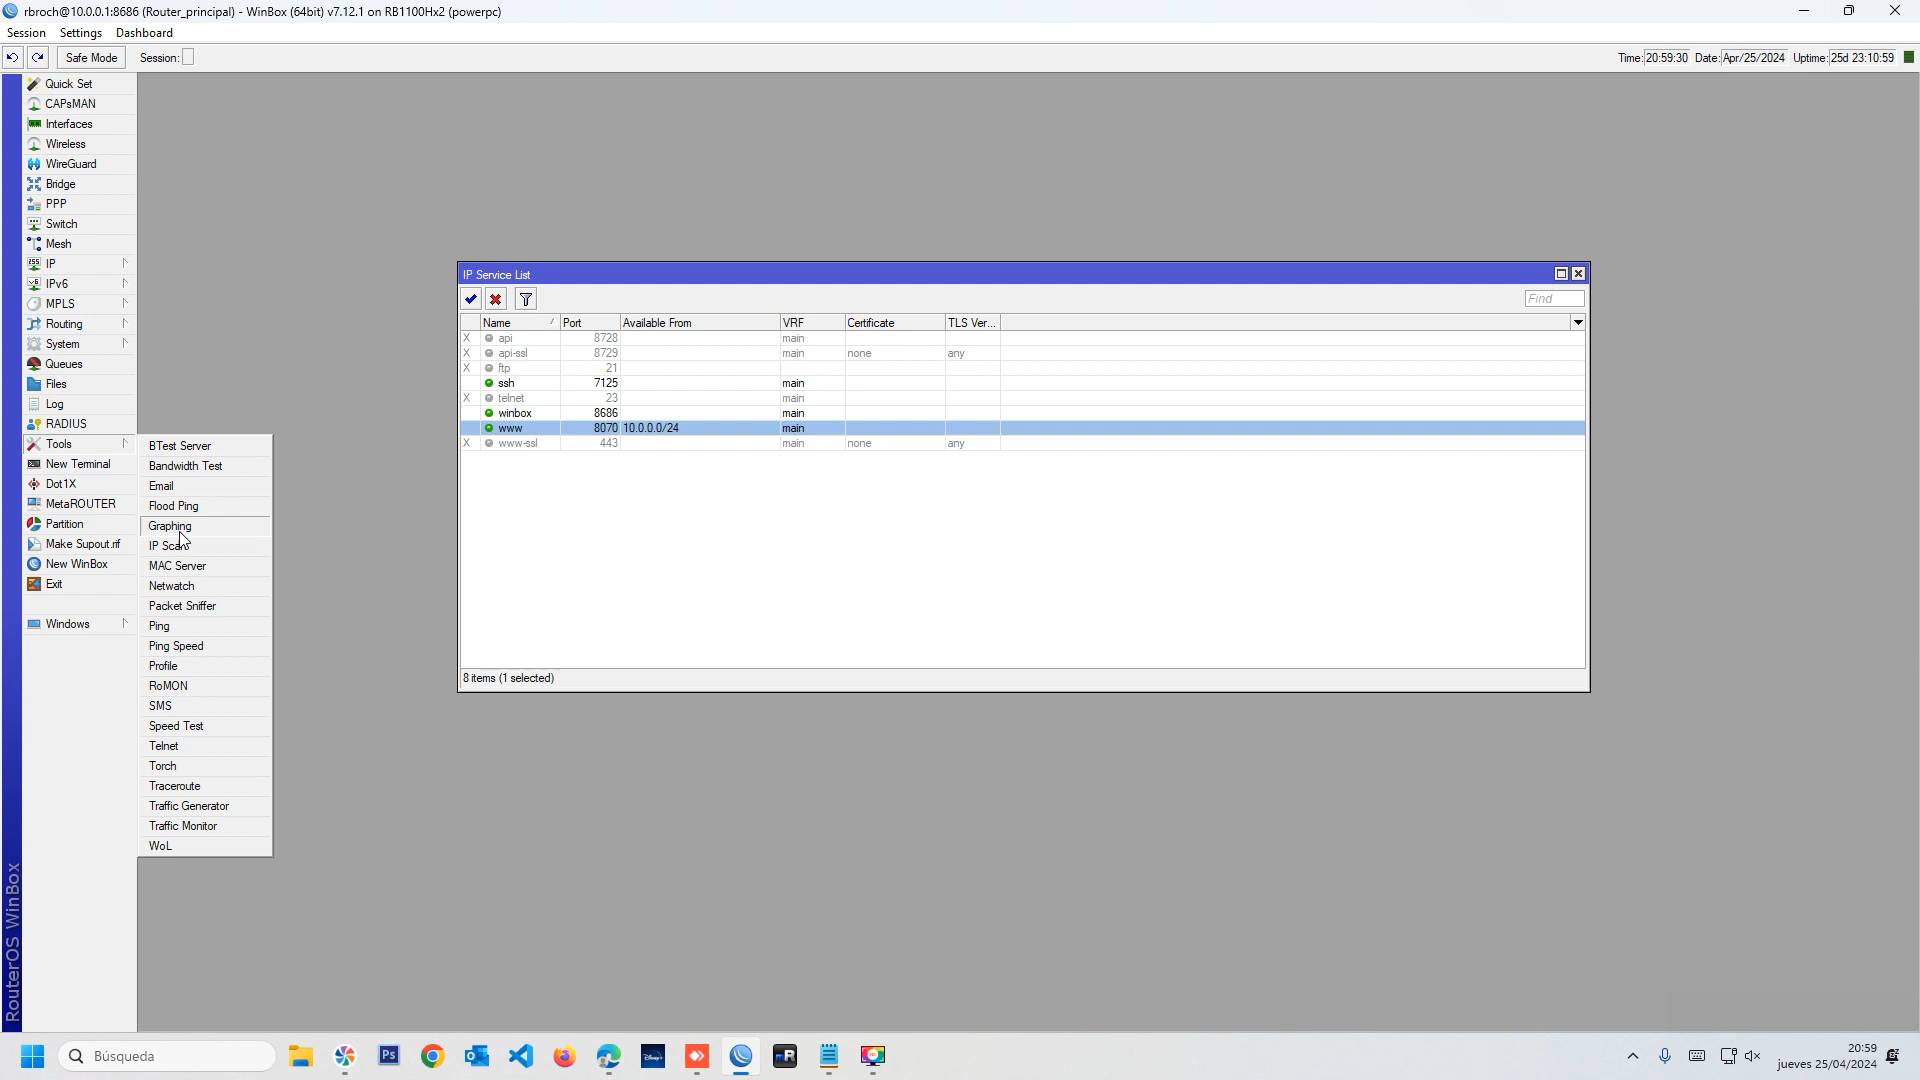 rbroch@10.0.0.1:8686 (Router_principal) - WinBox (64bit) v7.12.1 on RB1100Hx2 (powerpc)
Session Settings Dashboard
Safe Mode Session: Time: 20:59:30 Date: Apr/25/2024 Uptime: 25d 23:10:59
Quick Set
CAPsMAN
Interfaces
Wireless
WireGuard
Bridge
PPP
Switch
Mesh
IP
IPv6
MPLS
Routing
System
Queues
Files
Log
RADIUS
Tools
New Terminal
Dot1X
MetaROUTER
Partition
Make Supout.rif
New WinBox
Exit
Windows
RouterOS WinBox
BTest Server
Bandwidth Test
Email
Flood Ping
Graphing
IP Scan
MAC Server
Netwatch
Packet Sniffer
Ping
Ping Speed
Profile
RoMON
SMS
Speed Test
Telnet
Torch
Traceroute
Traffic Generator
Traffic Monitor
WoL
IP Service List
Find
Name Port Available From VRF Certificate TLS Ver...
X api 8728 main
X api-ssl 8729 main none any
X ftp 21
ssh 7125 main
X telnet 23 main
winbox 8686 main
www 8070 10.0.0.0/24 main
X www-ssl 443 main none any
8 items (1 selected)
Búsqueda
Ps
Disney+
20:59
jueves 25/04/2024